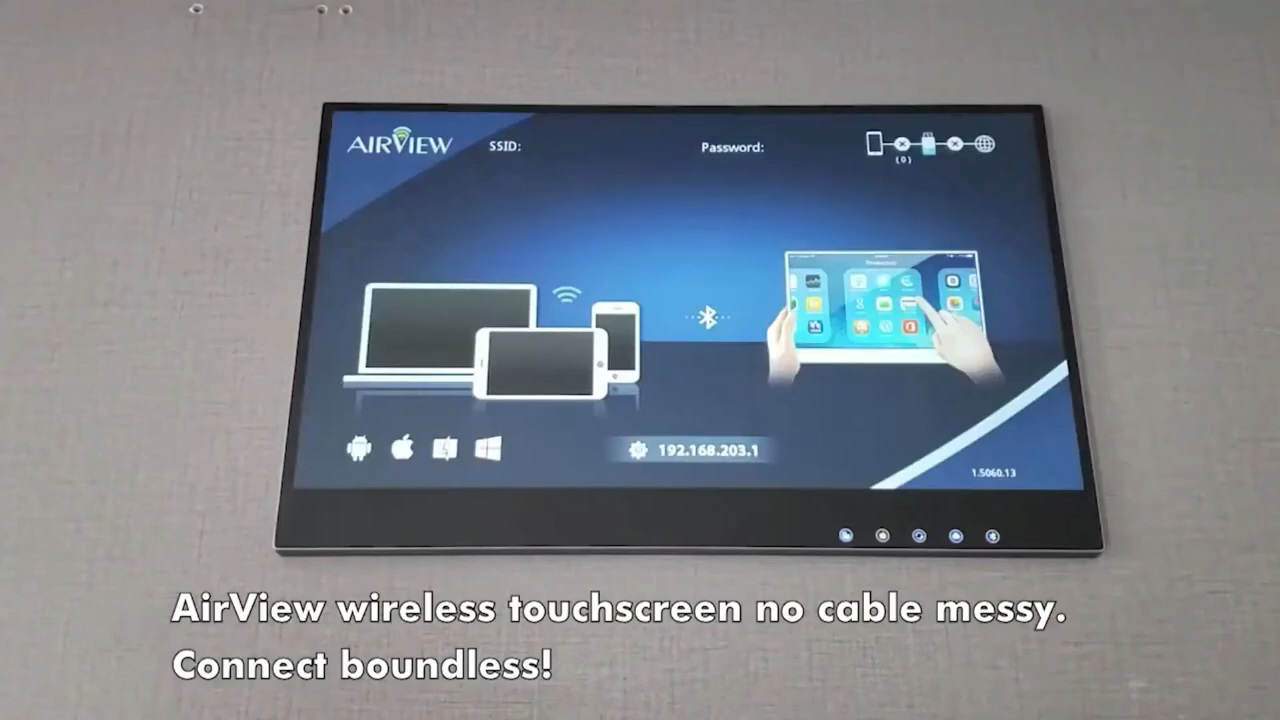 AIRVIEW
SSID:
Password:
(0)
192.168.203.1
1.5060.13
AirView wireless touchscreen no cable messy.
Connect boundless!